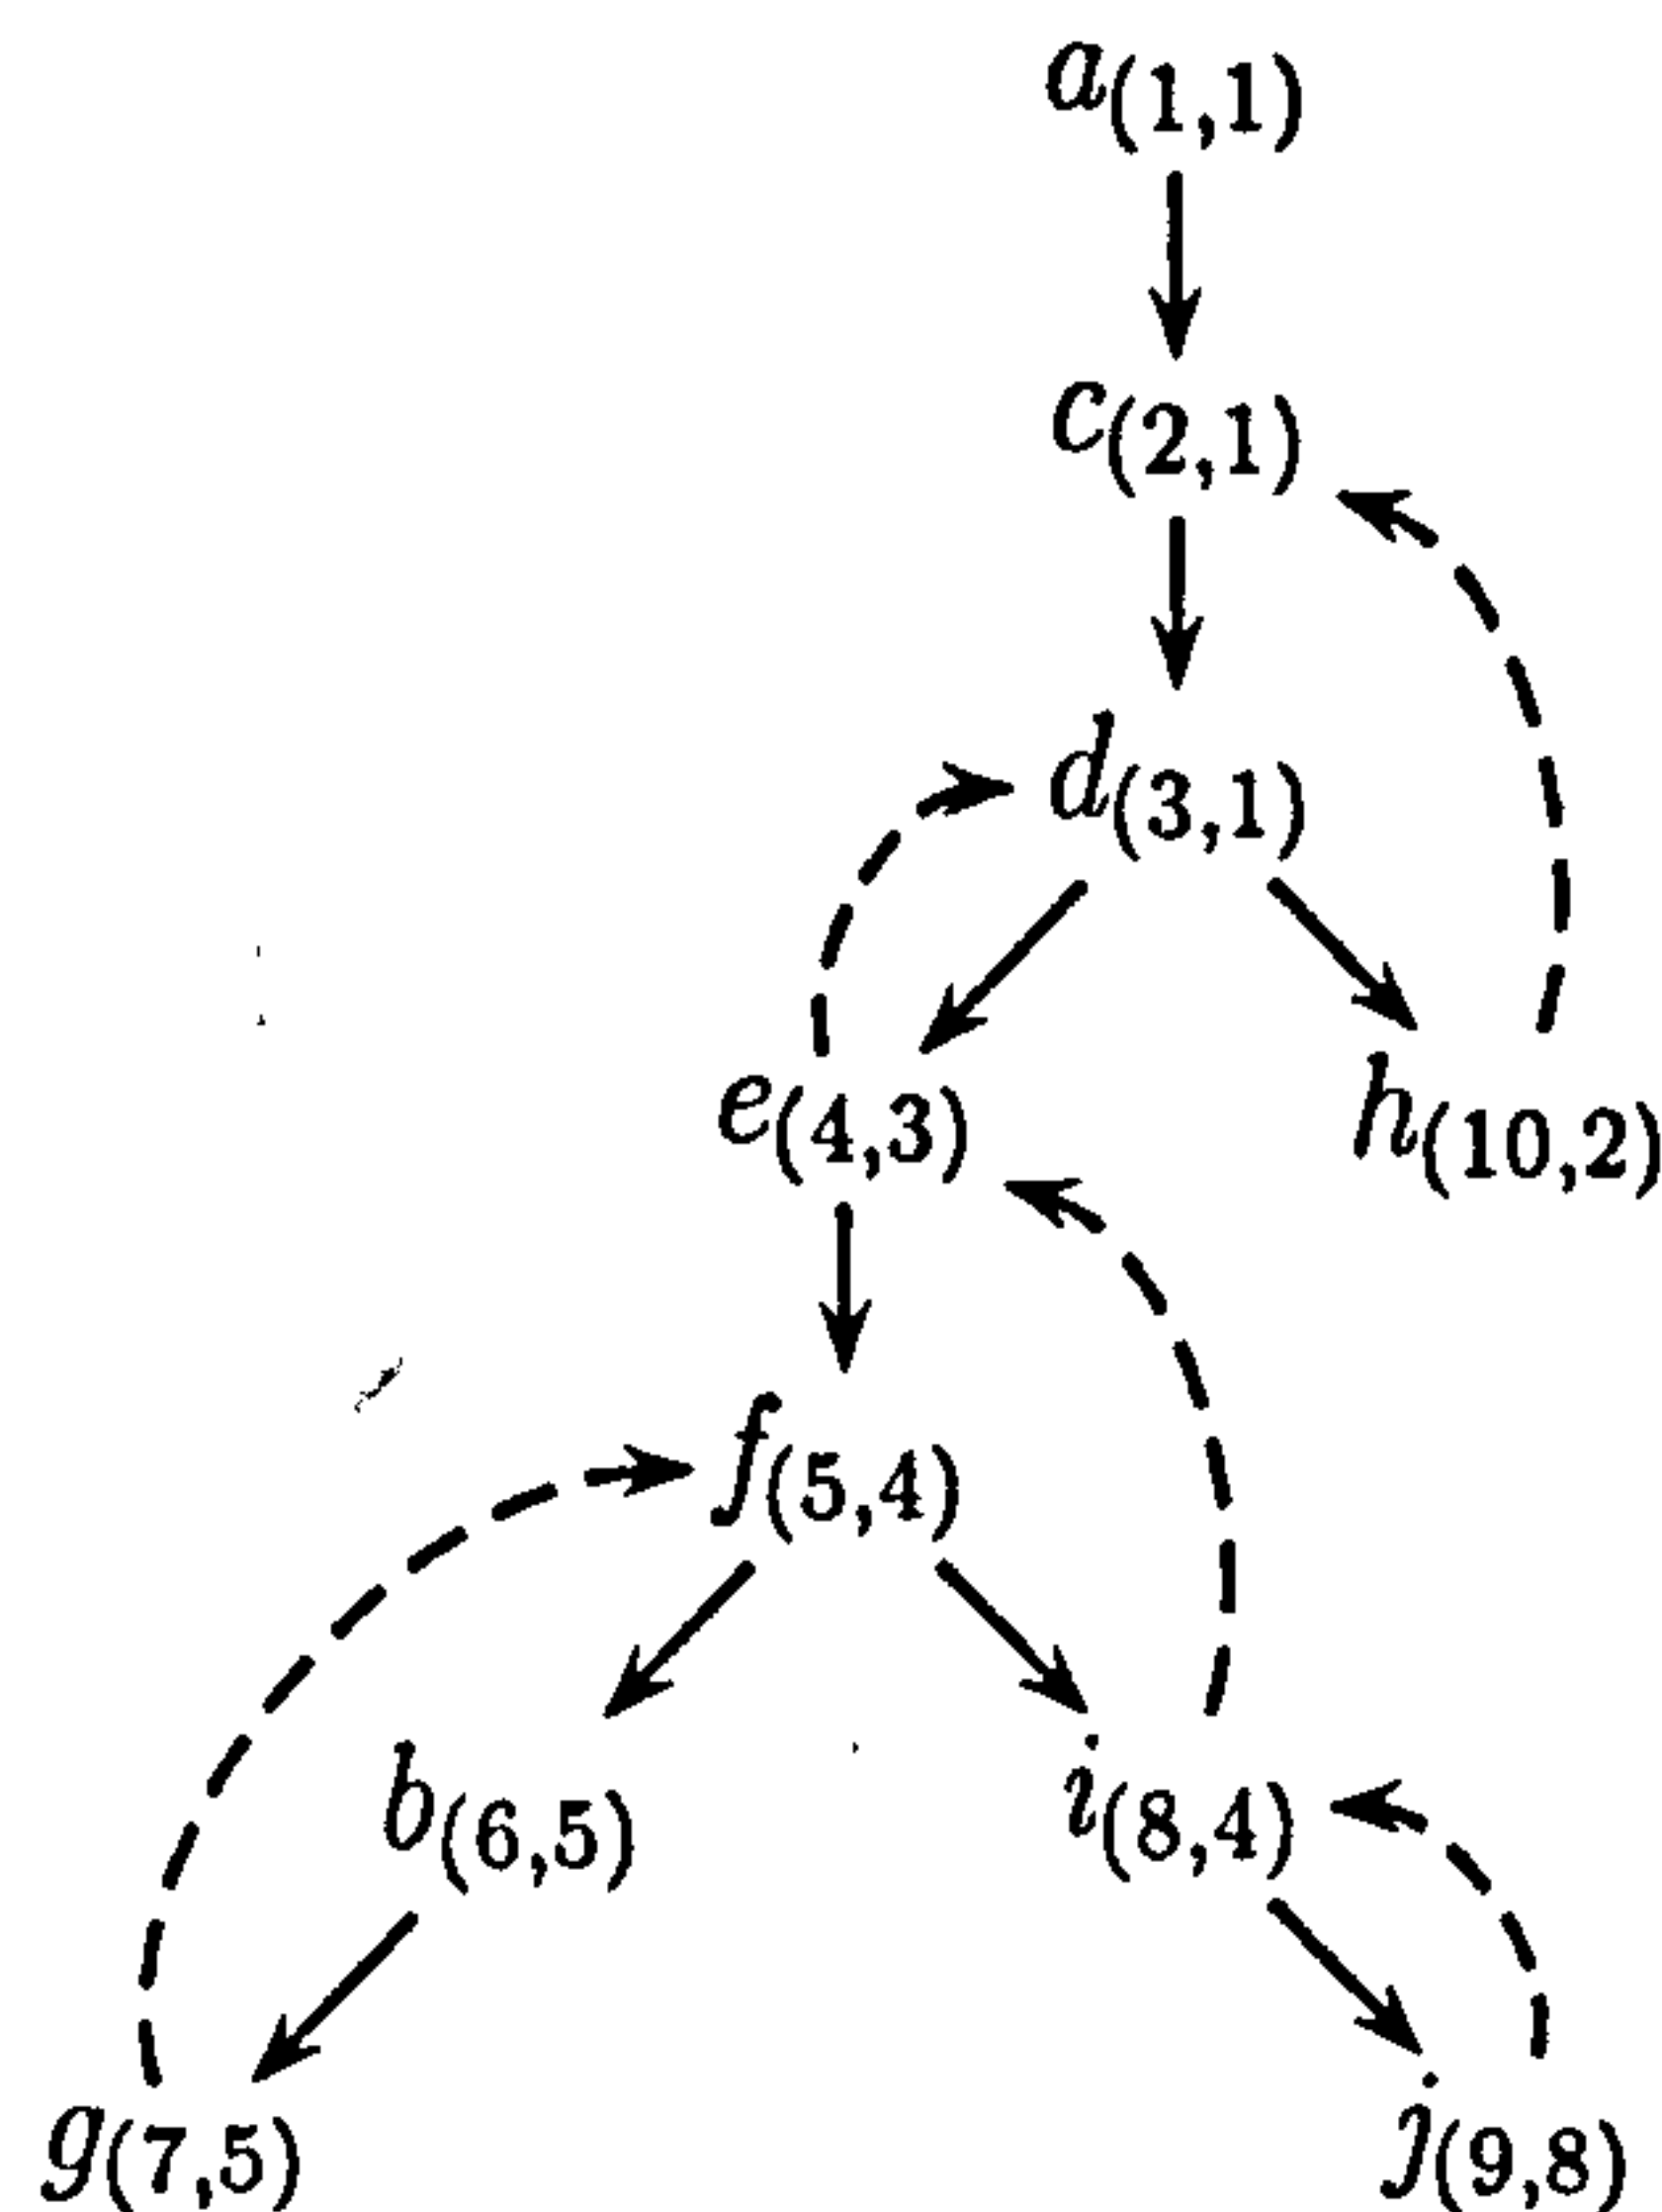 a(1,1)
c(2,1)
d(3,1)
e(4,3)
h(10,2)
f(5,4)
b(6,5)
i(8,4)
g(7,5)
j(9,8)